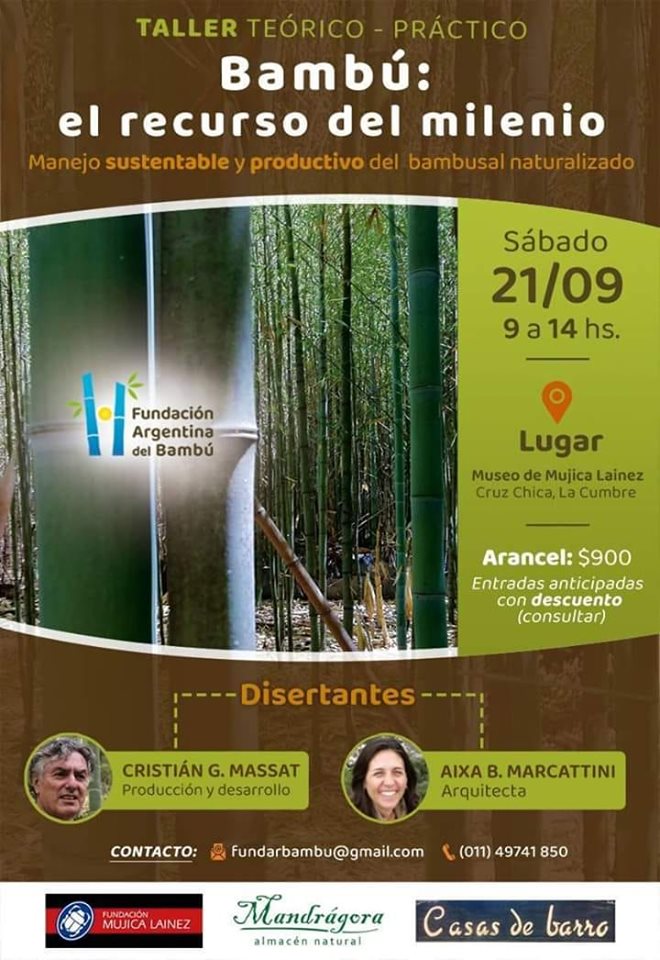 TALLER TEÓRICO - PRÁCTICO
Bambú:
el recurso del milenio
Manejo sustentable y productivo del bambusal naturalizado
Sábado
21/09
9 a 14 hs.
Fundación
Argentina
del Bambú
Lugar
Museo de Mujica Lainez
Cruz Chica, La Cumbre
Arancel: $900
Entradas anticipadas
con descuento
(consultar)
Disertantes
CRISTIÁN G. MASSAT
Producción y desarrollo
AIXA B. MARCATTINI
Arquitecta
CONTACTO: fundarbambu@gmail.com (011) 49741 850
FUNDACIÓN
MUJICA LAINEZ
Mandrágora
almacén natural
Casas de barro